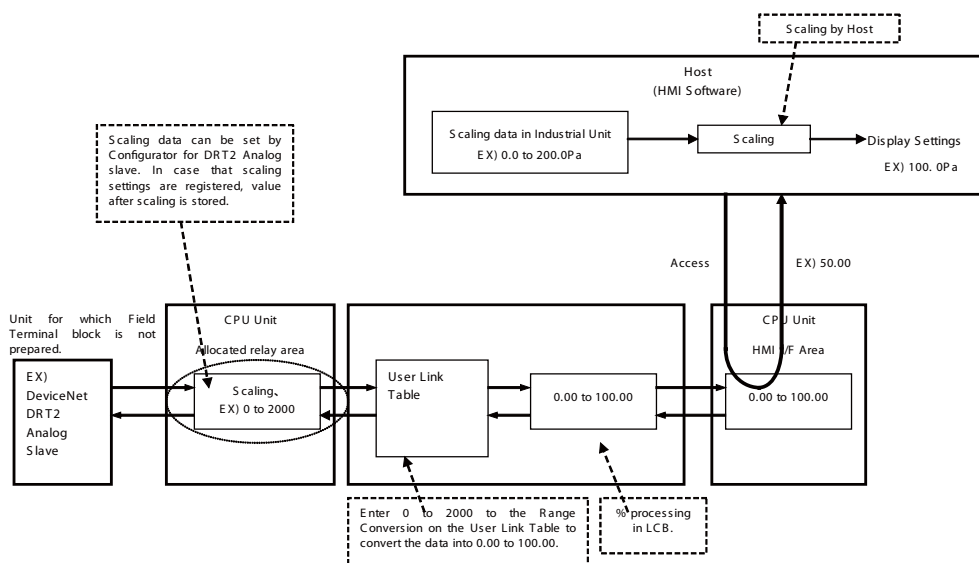 Scaling by Host
Host
(HMI Software)
Scaling data in Industrial Unit
EX) 0.0 to 200.0Pa
Scaling
Display Settings
EX) 100. 0Pa
Scaling data can be set by
Configurator for DRT2 Analog
slave. In case that scaling
settings are registered, value
after scaling is stored.
Access
EX) 50.00
Unit for which Field
Terminal block is not
prepared.
EX)
DeviceNet
DRT2
Analog
Slave
CPU Unit
Allocated relay area
Scaling、
EX) 0 to 2000
User Link
Table
0.00 to 100.00
CPU Unit
HMI I/F Area
0.00 to 100.00
Enter 0 to 2000 to the Range
Conversion on the User Link Table to
convert the data into 0.00 to 100.00.
% processing
in LCB.